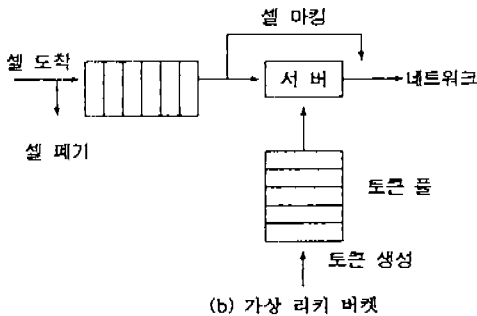 셀 마킹
셀 도착
서 버
네트워크
셀 폐기
토큰 풀
토큰 생성
(b) 가상 리키 버켓